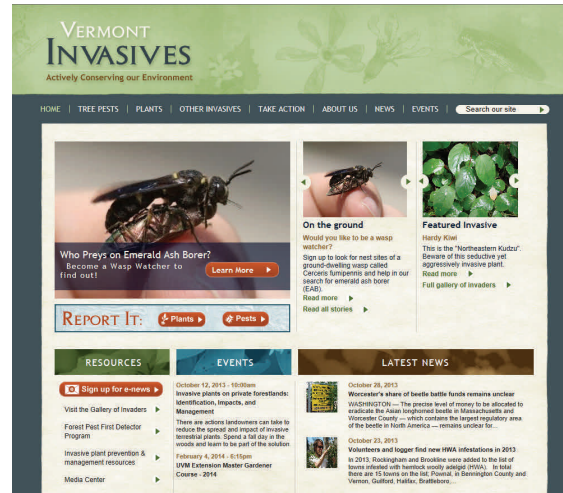 VERMONT
INVASIVES
Actively Conserving our Environment
HOME | TREE PESTS | PLANTS | OTHER INVASIVES | TAKE ACTION | ABOUT US | NEWS | EVENTS | Search our site
Who Preys on Emerald Ash Borer?
Become a Wasp Watcher to
find out!
Learn More
REPORT IT: Plants Pests
On the ground
Would you like to be a wasp
watcher?
Sign up to look for nest sites of a
ground-dwelling wasp called
Cerceris fumipennis and help in our
search for emerald ash borer
(EAB).
Read more
Read all stories
Featured Invasive
Hardy Kiwi
This is the "Northeastern Kudzu".
Beware of this seductive yet
aggressively invasive plant.
Read more
Full gallery of invaders
RESOURCES
Sign up for e-news
Visit the Gallery of Invaders
Forest Pest First Detector
Program
Invasive plant prevention &
management resources
Media Center
EVENTS
October 12, 2013 - 10:00am
Invasive plants on private forestlands:
Identification, Impacts, and
Management
There are actions landowners can take to
reduce the spread and impact of invasive
terrestrial plants. Spend a fall day in the
woods and learn to be part of the solution
February 4, 2014 - 6:15pm
UVM Extension Master Gardener
Course - 2014
LATEST NEWS
October 28, 2013
Worcester's share of beetle battle funds remains unclear
WASHINGTON — The precise level of money to be allocated to
eradicate the Asian longhorned beetle in Massachusetts and
Worcester County — which contains the largest regulatory area
of the beetle in North America — remains unclear for...
October 23, 2013
Volunteers and logger find new HWA infestations in 2013
In 2013, Rockingham and Brookline were added to the list of
towns infested with hemlock woolly adelgid (HWA). In total
there are 15 towns on the list: Pownal, in Bennington County and
Vernon, Guilford, Halifax, Brattleboro,...